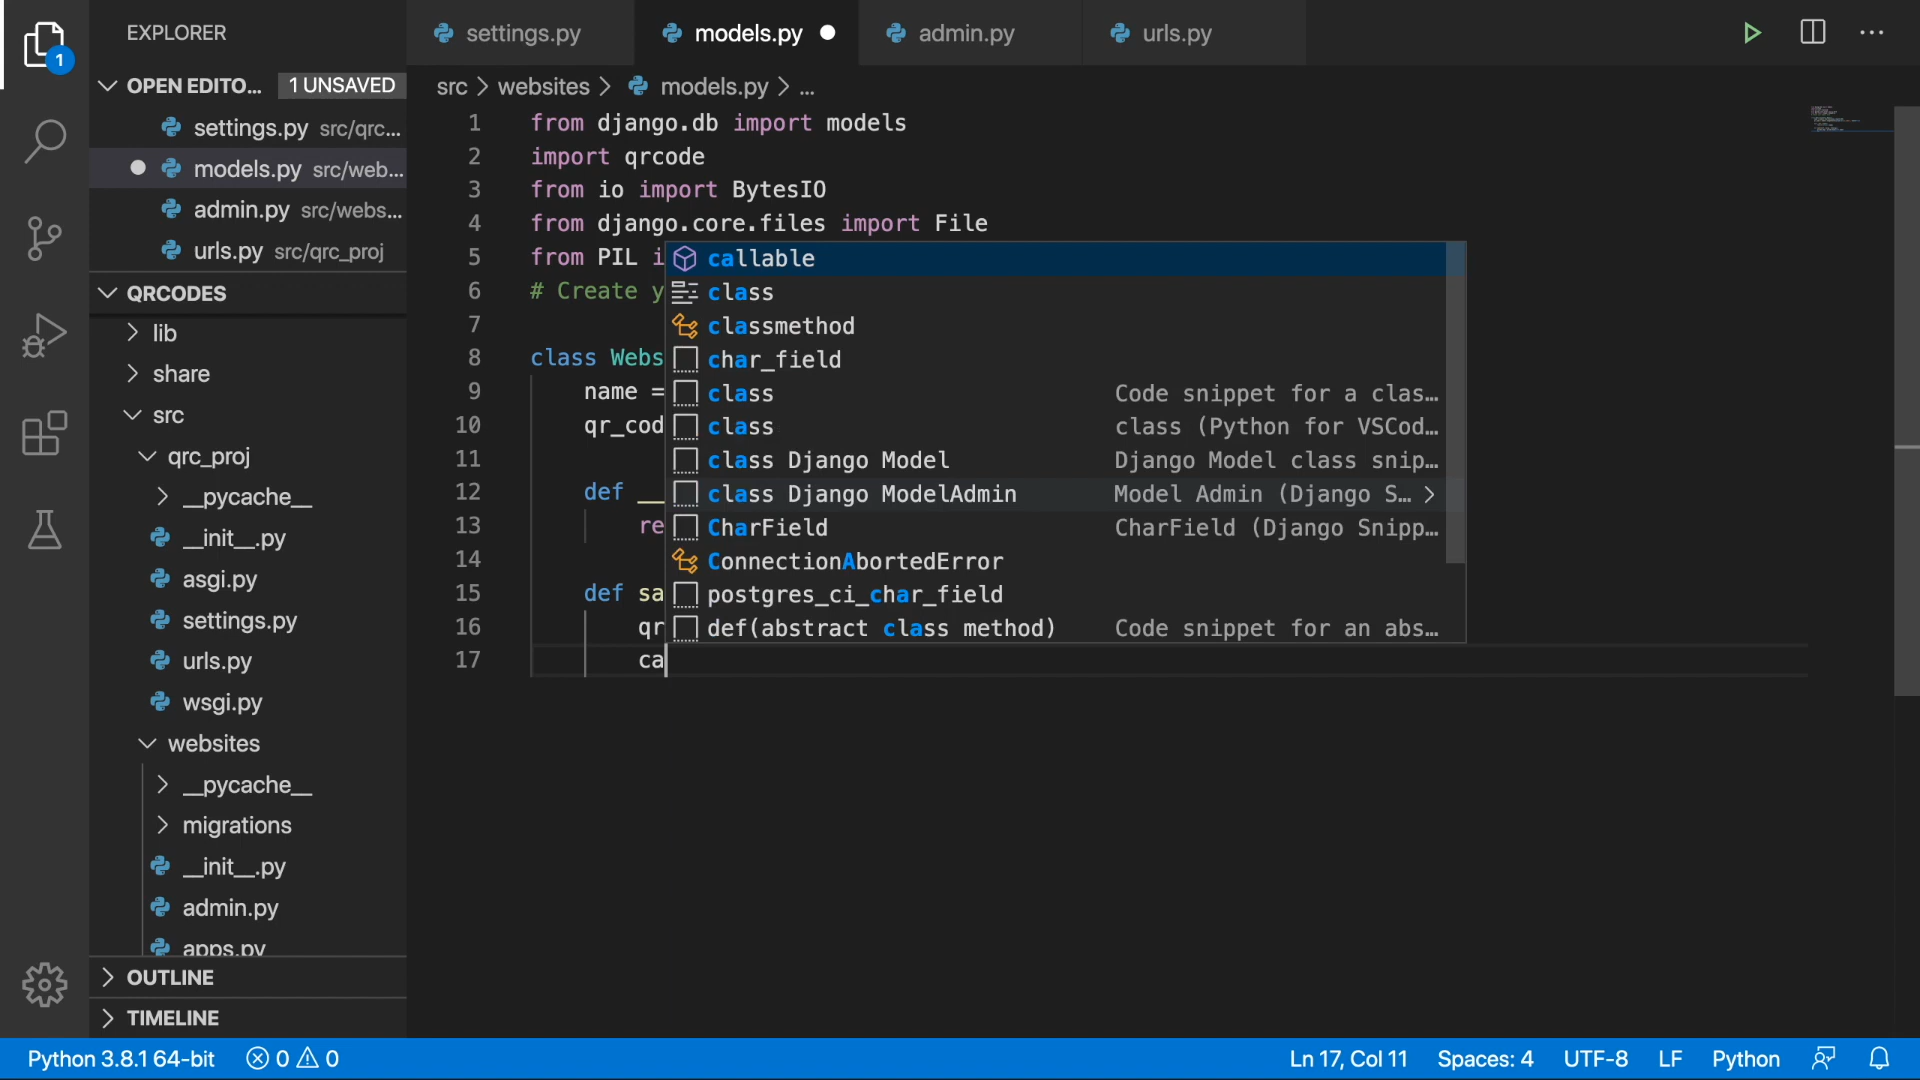 EXPLORER
settings.py
models.py
admin.py
urls.py
1
OPEN EDITO...
1 UNSAVED
settings.py src/qrc...
models.py src/web...
admin.py src/webs...
urls.py src/qrc_proj
QRCODES
lib
share
src
qrc_proj
__pycache__
__init__.py
asgi.py
settings.py
urls.py
wsgi.py
websites
__pycache__
migrations
__init__.py
admin.py
apps.py
OUTLINE
TIMELINE
src > websites > models.py > ...
1 from django.db import models
2 import qrcode
3 from io import BytesIO
4 from django.core.files import File
5 from PIL i
6 # Create y
7
8 class Webs
9 name =
10 qr_cod
11
12 def __
13 re
14
15 def sa
16 qr
17 ca
callable
class
classmethod
char_field
class Code snippet for a clas...
class class (Python for VSCod...
class Django Model Django Model class snip...
class Django ModelAdmin Model Admin (Django S... >
CharField CharField (Django Snipp...
ConnectionAbortedError
postgres_ci_char_field
def(abstract class method) Code snippet for an abs...
Python 3.8.1 64-bit 0 0 Ln 17, Col 11 Spaces: 4 UTF-8 LF Python